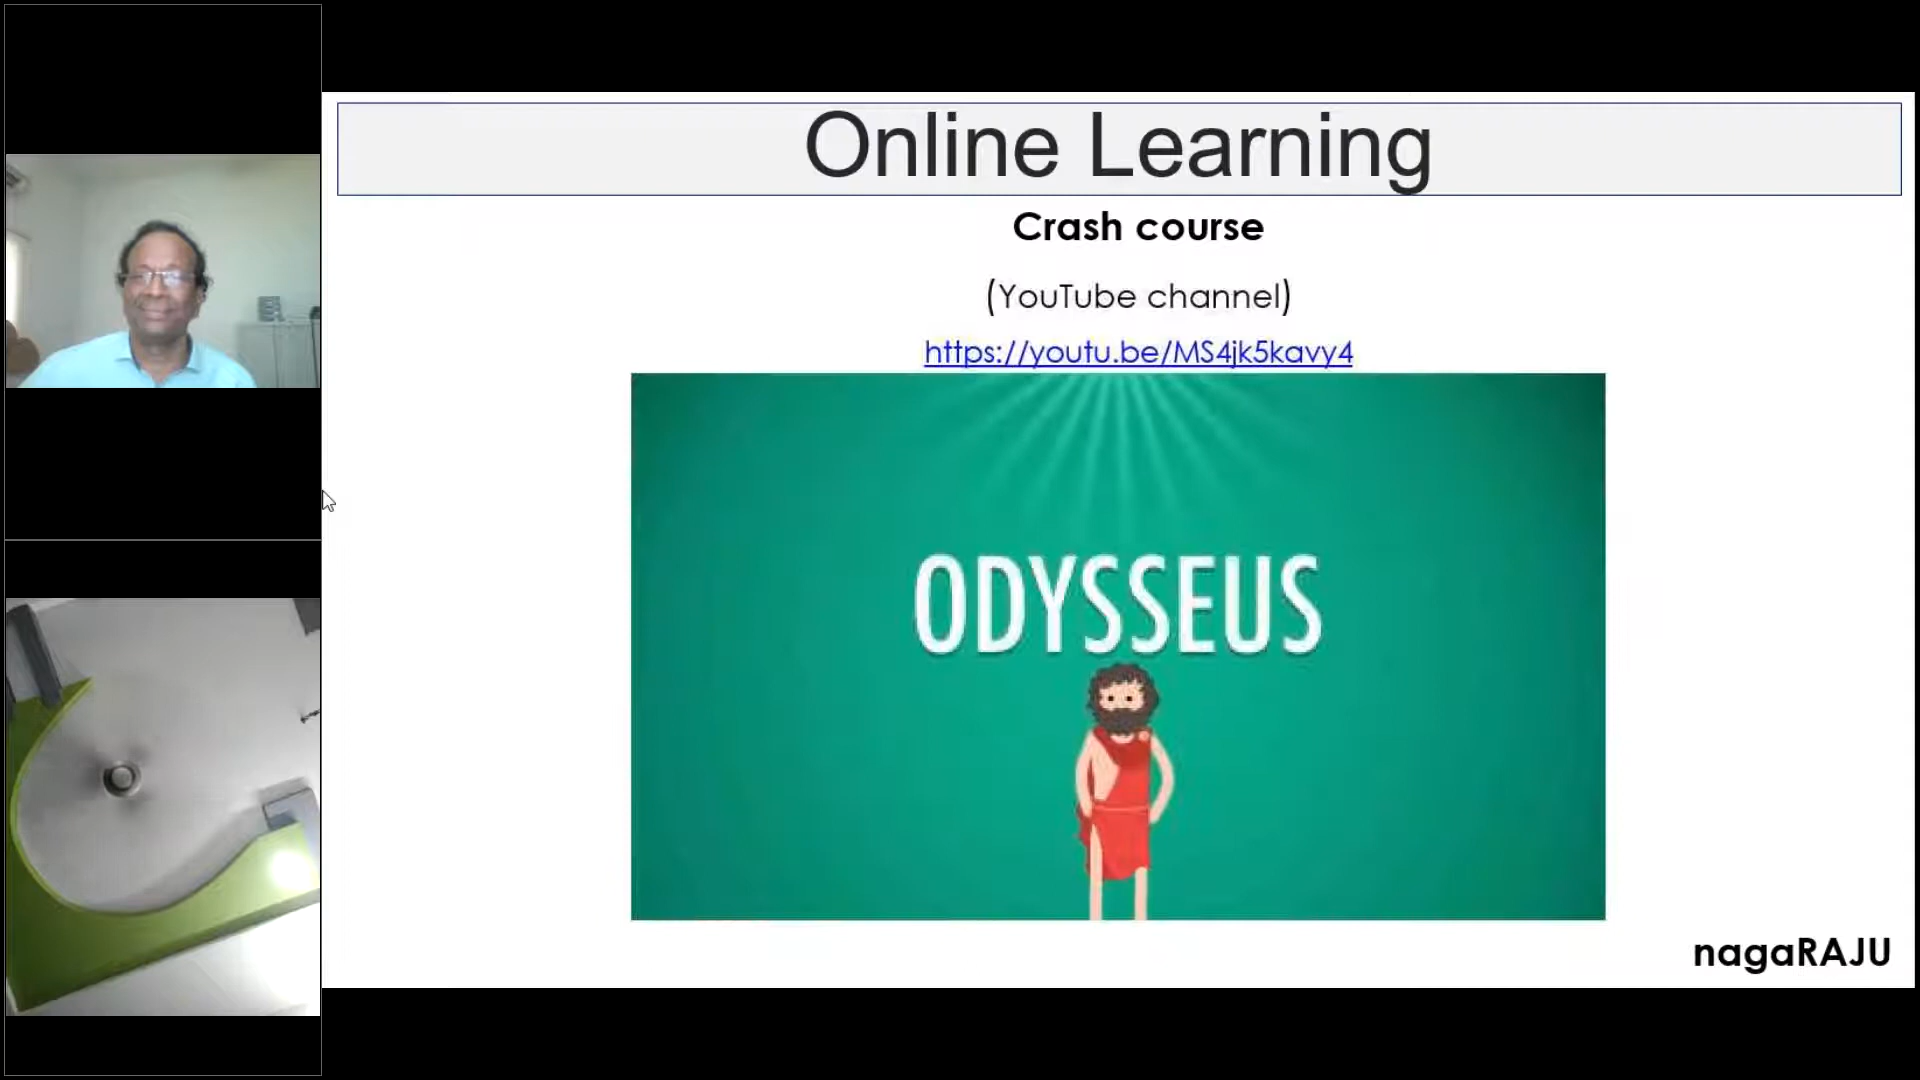 Online Learning
Crash course
(YouTube channel)
https://youtu.be/MS4jk5kavy4
ODYSSEUS
nagaRAJU